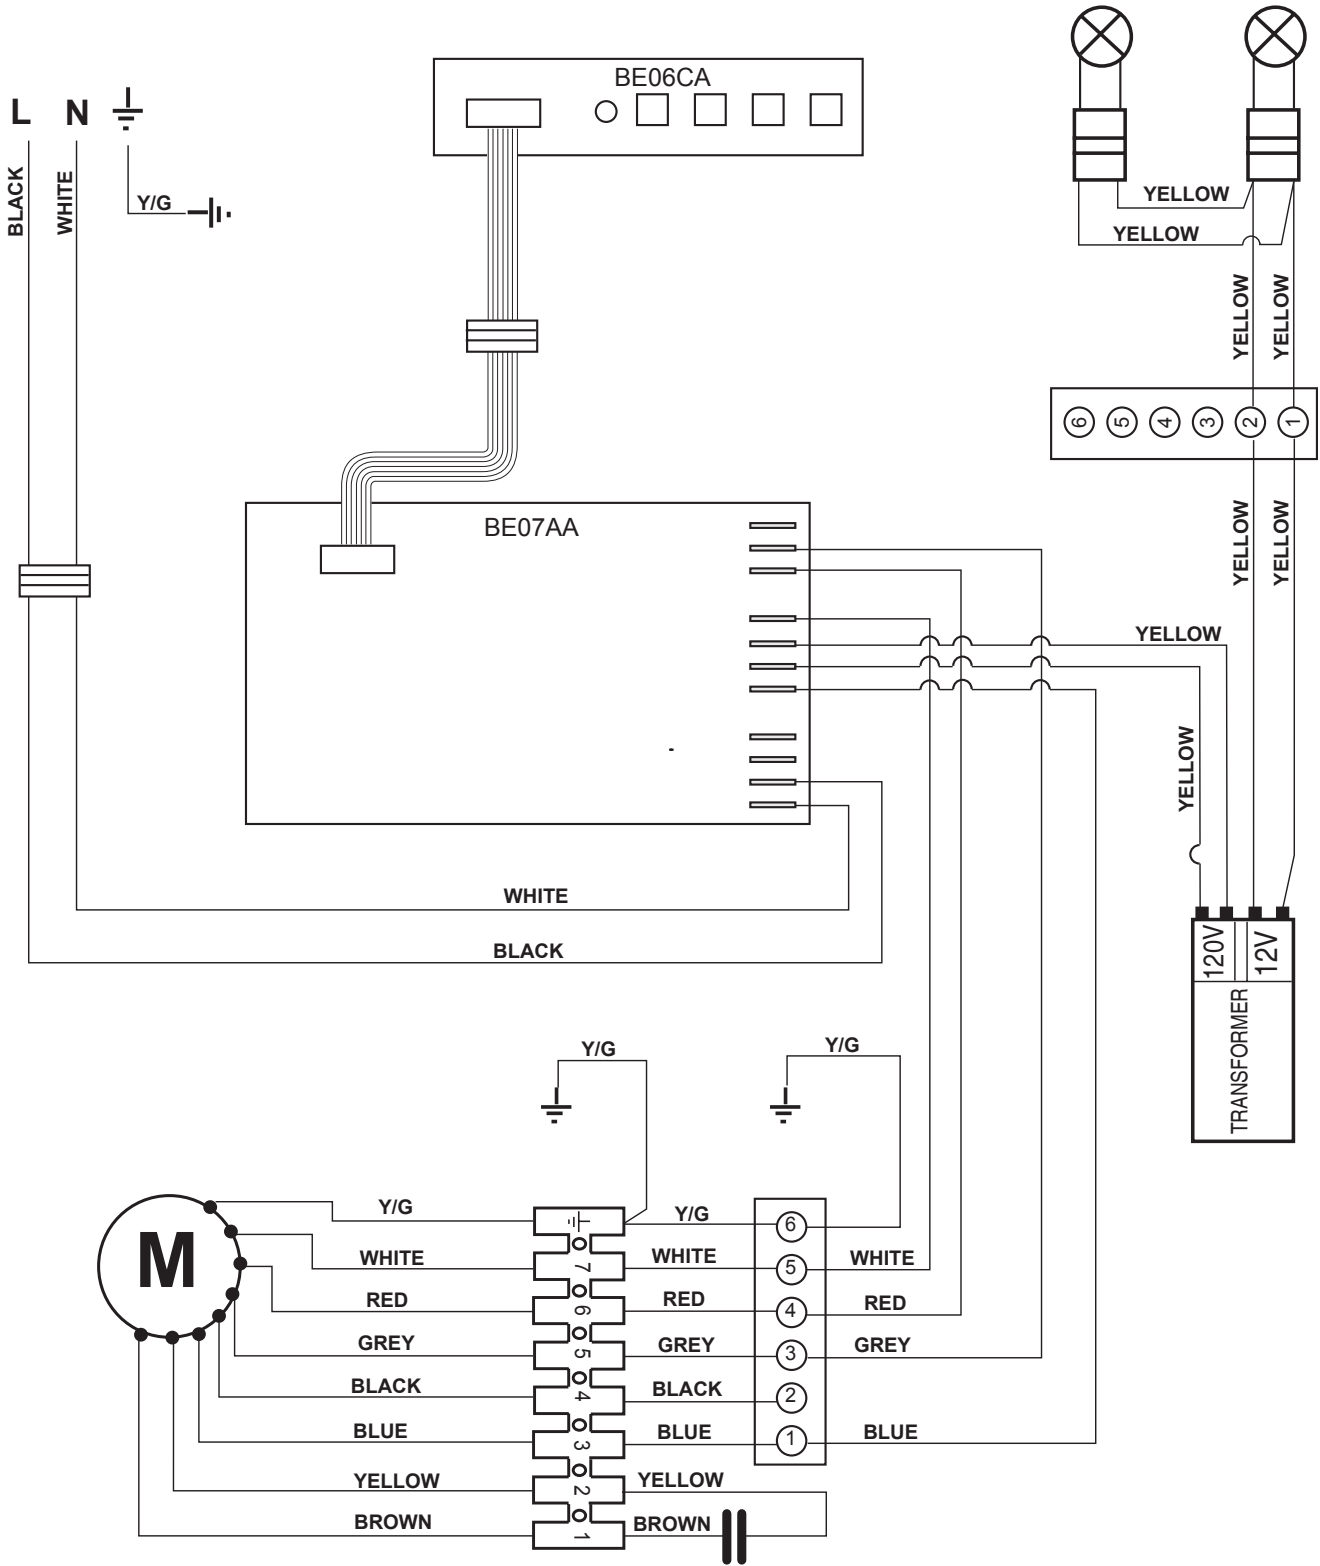 BE06CA
L N
BLACK
WHITE
Y/G
YELLOW
YELLOW
YELLOW
YELLOW
6 5 4 3 2 1
BE07AA
YELLOW
YELLOW
YELLOW
YELLOW
WHITE
BLACK
120V
12V
TRANSFORMER
Y/G
Y/G
M
Y/G
Y/G
6
WHITE
7
WHITE
5
WHITE
RED
6
RED
4
RED
GREY
5
GREY
3
GREY
BLACK
4
BLACK
2
BLUE
3
BLUE
1
BLUE
YELLOW
2
YELLOW
BROWN
1
BROWN